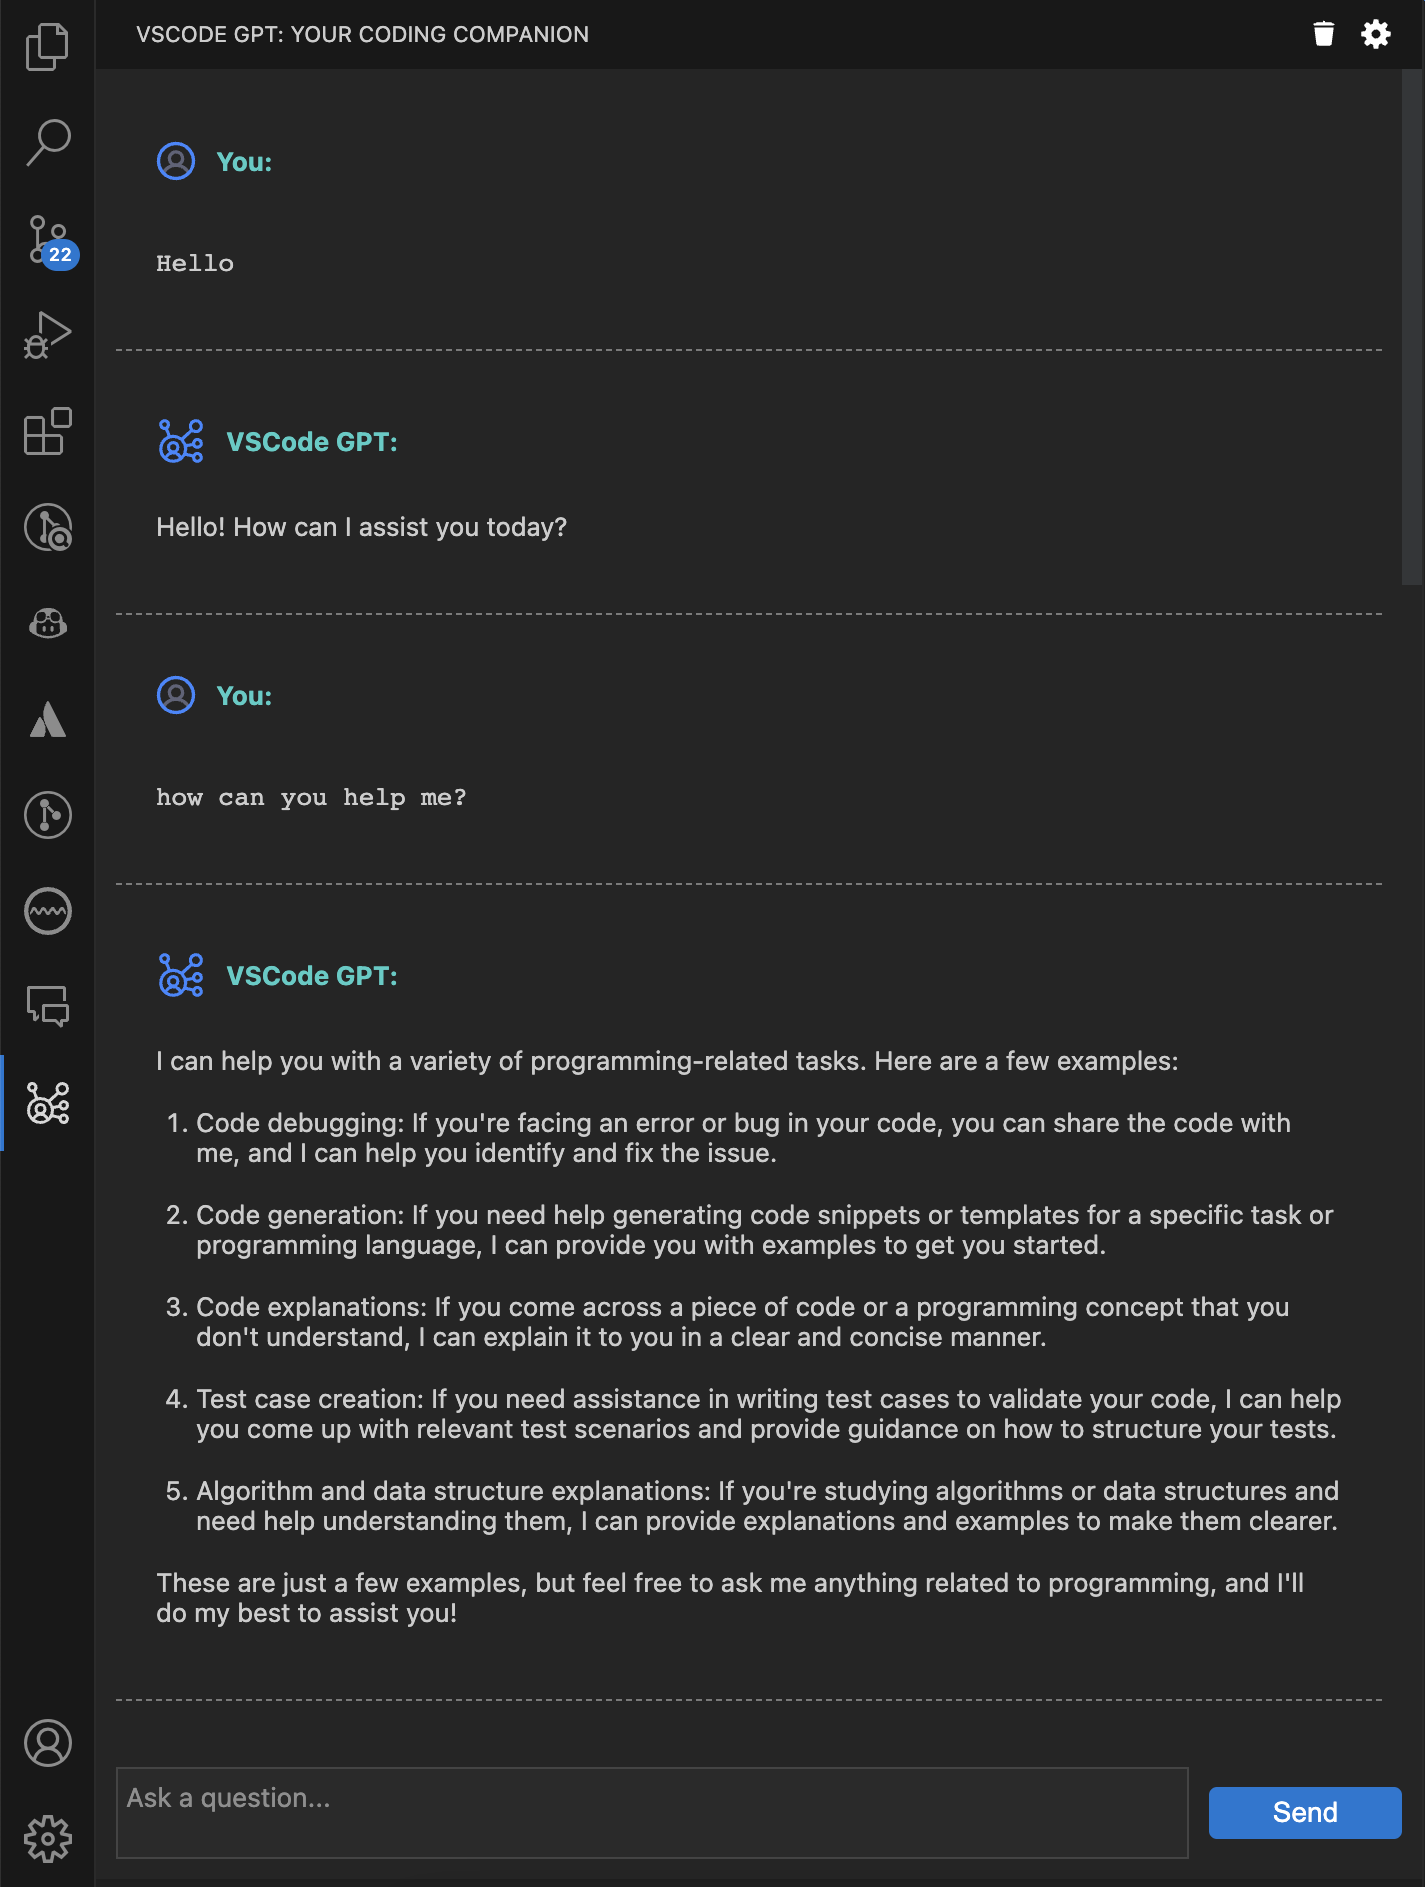 VSCODE GPT: YOUR CODING COMPANION
You:
22
Hello
VSCode GPT:
Hello! How can I assist you today?
You:
how can you help me?
VSCode GPT:
I can help you with a variety of programming-related tasks. Here are a few examples:
1. Code debugging: If you're facing an error or bug in your code, you can share the code with
me, and I can help you identify and fix the issue.
2. Code generation: If you need help generating code snippets or templates for a specific task or
programming language, I can provide you with examples to get you started.
3. Code explanations: If you come across a piece of code or a programming concept that you
don't understand, I can explain it to you in a clear and concise manner.
4. Test case creation: If you need assistance in writing test cases to validate your code, I can help
you come up with relevant test scenarios and provide guidance on how to structure your tests.
5. Algorithm and data structure explanations: If you're studying algorithms or data structures and
need help understanding them, I can provide explanations and examples to make them clearer.
These are just a few examples, but feel free to ask me anything related to programming, and I'll
do my best to assist you!
Ask a question...
Send